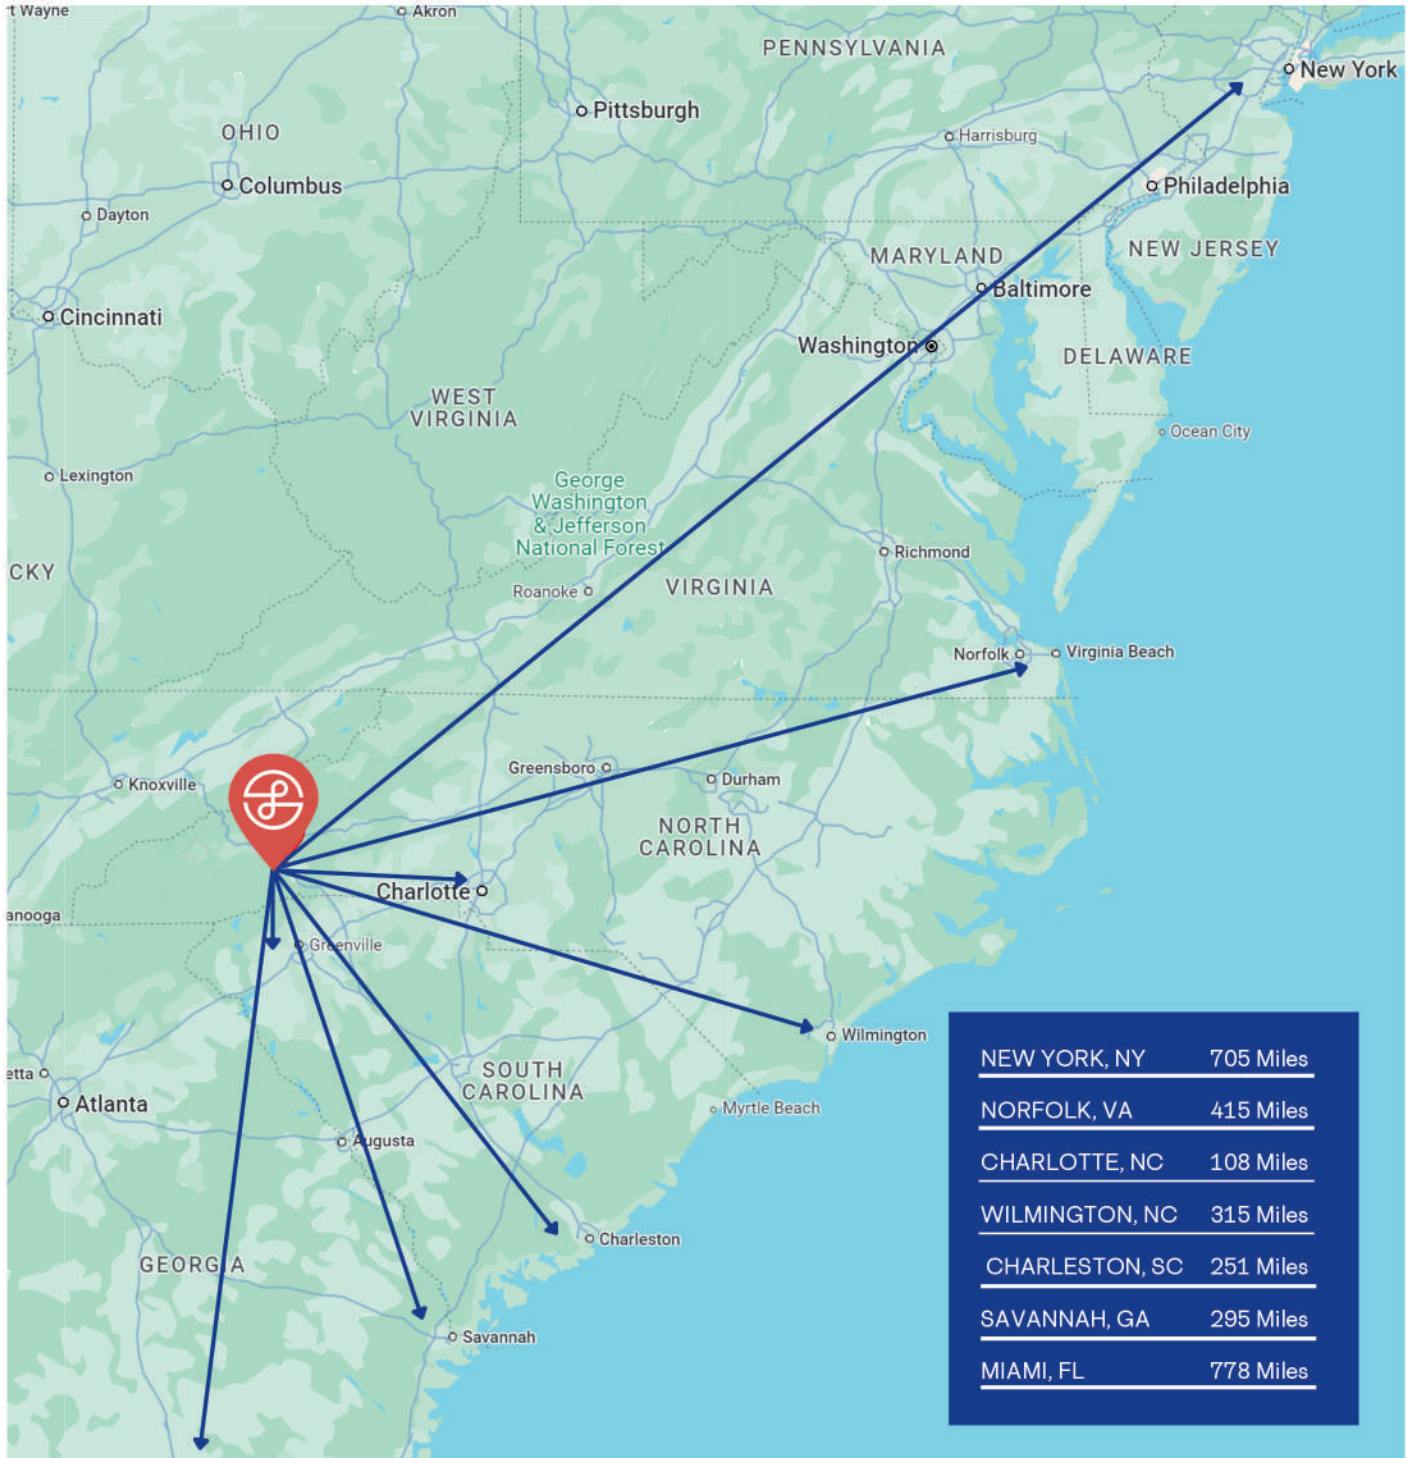 t Wayne
Akron
PENNSYLVANIA
New York
Pittsburgh
OHIO
Harrisburg
Columbus
Philadelphia
Dayton
NEW JERSEY
MARYLAND
Baltimore
Cincinnati
Washington
DELAWARE
WEST
VIRGINIA
Ocean City
Lexington
George
Washington
& Jefferson
National Forest
Richmond
CKY
Roanoke
VIRGINIA
Norfolk
Virginia Beach
Greensboro
Durham
Knoxville
NORTH
CAROLINA
Charlotte
anooga
Greenville
Wilmington
SOUTH
CAROLINA
etta
Atlanta
Myrtle Beach
Augusta
Charleston
GEORGIA
Savannah
NEW YORK, NY 705 Miles
NORFOLK, VA 415 Miles
CHARLOTTE, NC 108 Miles
WILMINGTON, NC 315 Miles
CHARLESTON, SC 251 Miles
SAVANNAH, GA 295 Miles
MIAMI, FL 778 Miles